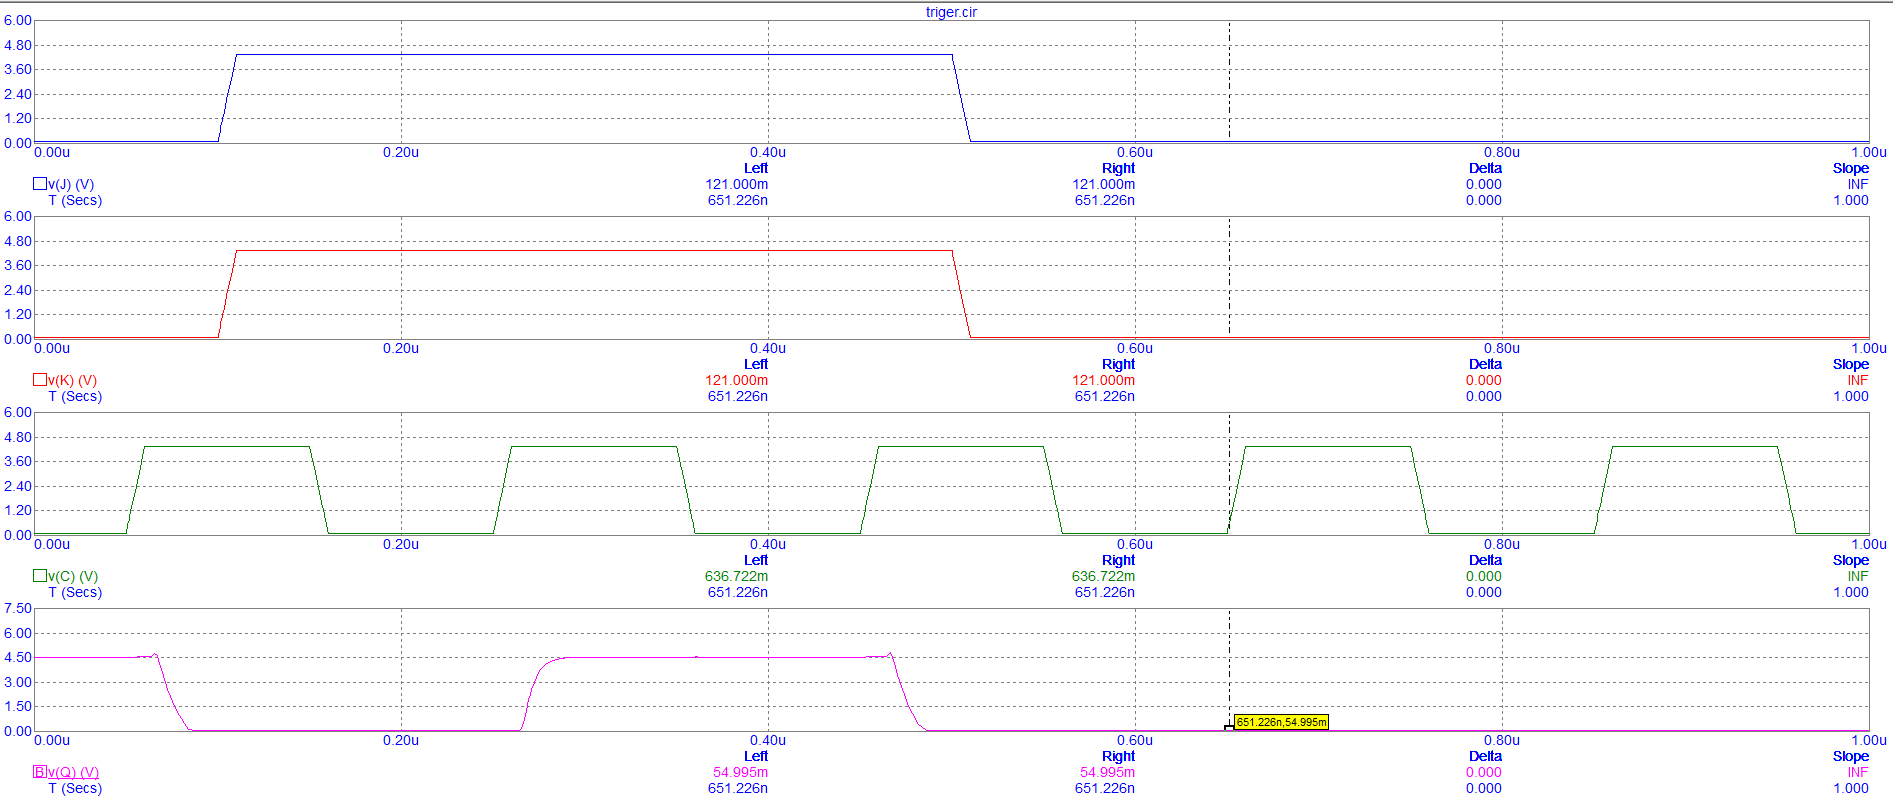 triger.cir
6.00
4.80
3.60
2.40
1.20
0.00
0.00u 0.20u 0.40u 0.60u 0.80u 1.00u
Left Right Delta Slope
v(J) (V) 121.000m 121.000m 0.000 INF
T (Secs) 651.226n 651.226n 0.000 1.000
6.00
4.80
3.60
2.40
1.20
0.00
0.00u 0.20u 0.40u 0.60u 0.80u 1.00u
Left Right Delta Slope
v(K) (V) 121.000m 121.000m 0.000 INF
T (Secs) 651.226n 651.226n 0.000 1.000
6.00
4.80
3.60
2.40
1.20
0.00
0.00u 0.20u 0.40u 0.60u 0.80u 1.00u
Left Right Delta Slope
v(C) (V) 636.722m 636.722m 0.000 INF
T (Secs) 651.226n 651.226n 0.000 1.000
7.50
6.00
4.50
3.00
1.50
651.226n,54.995m
0.00
0.00u 0.20u 0.40u 0.60u 0.80u 1.00u
Left Right Delta Slope
B v(Q) (V) 54.995m 54.995m 0.000 INF
T (Secs) 651.226n 651.226n 0.000 1.000